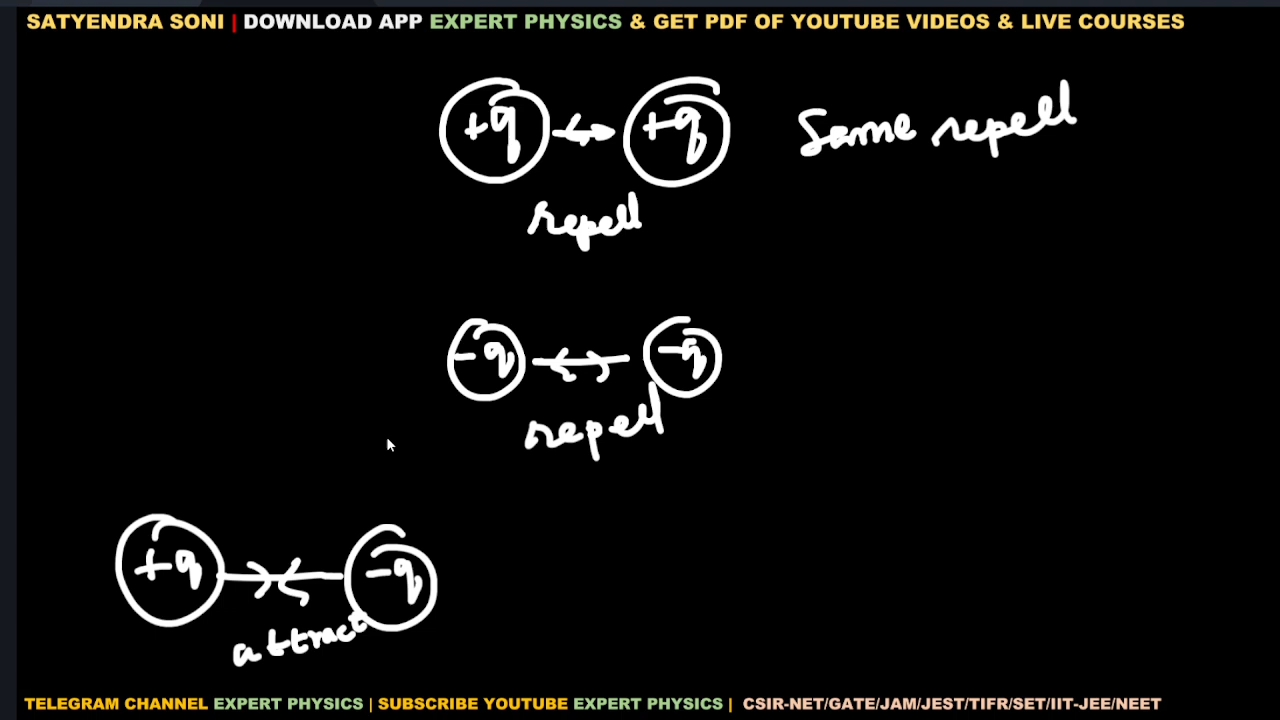 SATYENDRA SONI | DOWNLOAD APP EXPERT PHYSICS & GET PDF OF YOUTUBE VIDEOS & LIVE COURSES
+q +q Same repell
repell
-q -q
repell
+q -q
attract
TELEGRAM CHANNEL EXPERT PHYSICS | SUBSCRIBE YOUTUBE EXPERT PHYSICS | CSIR-NET/GATE/JAM/JEST/TIFR/SET/IIT-JEE/NEET